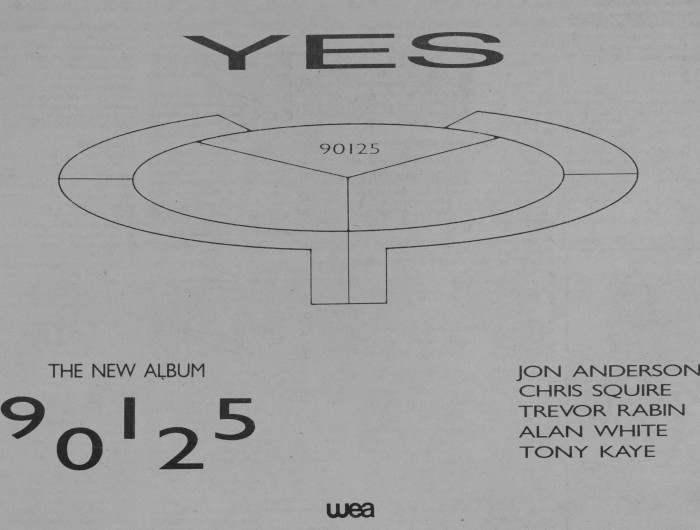 YES
90125
THE NEW ALBUM
90125
JON ANDERSON
CHRIS SQUIRE
TREVOR RABIN
ALAN WHITE
TONY KAYE
wea